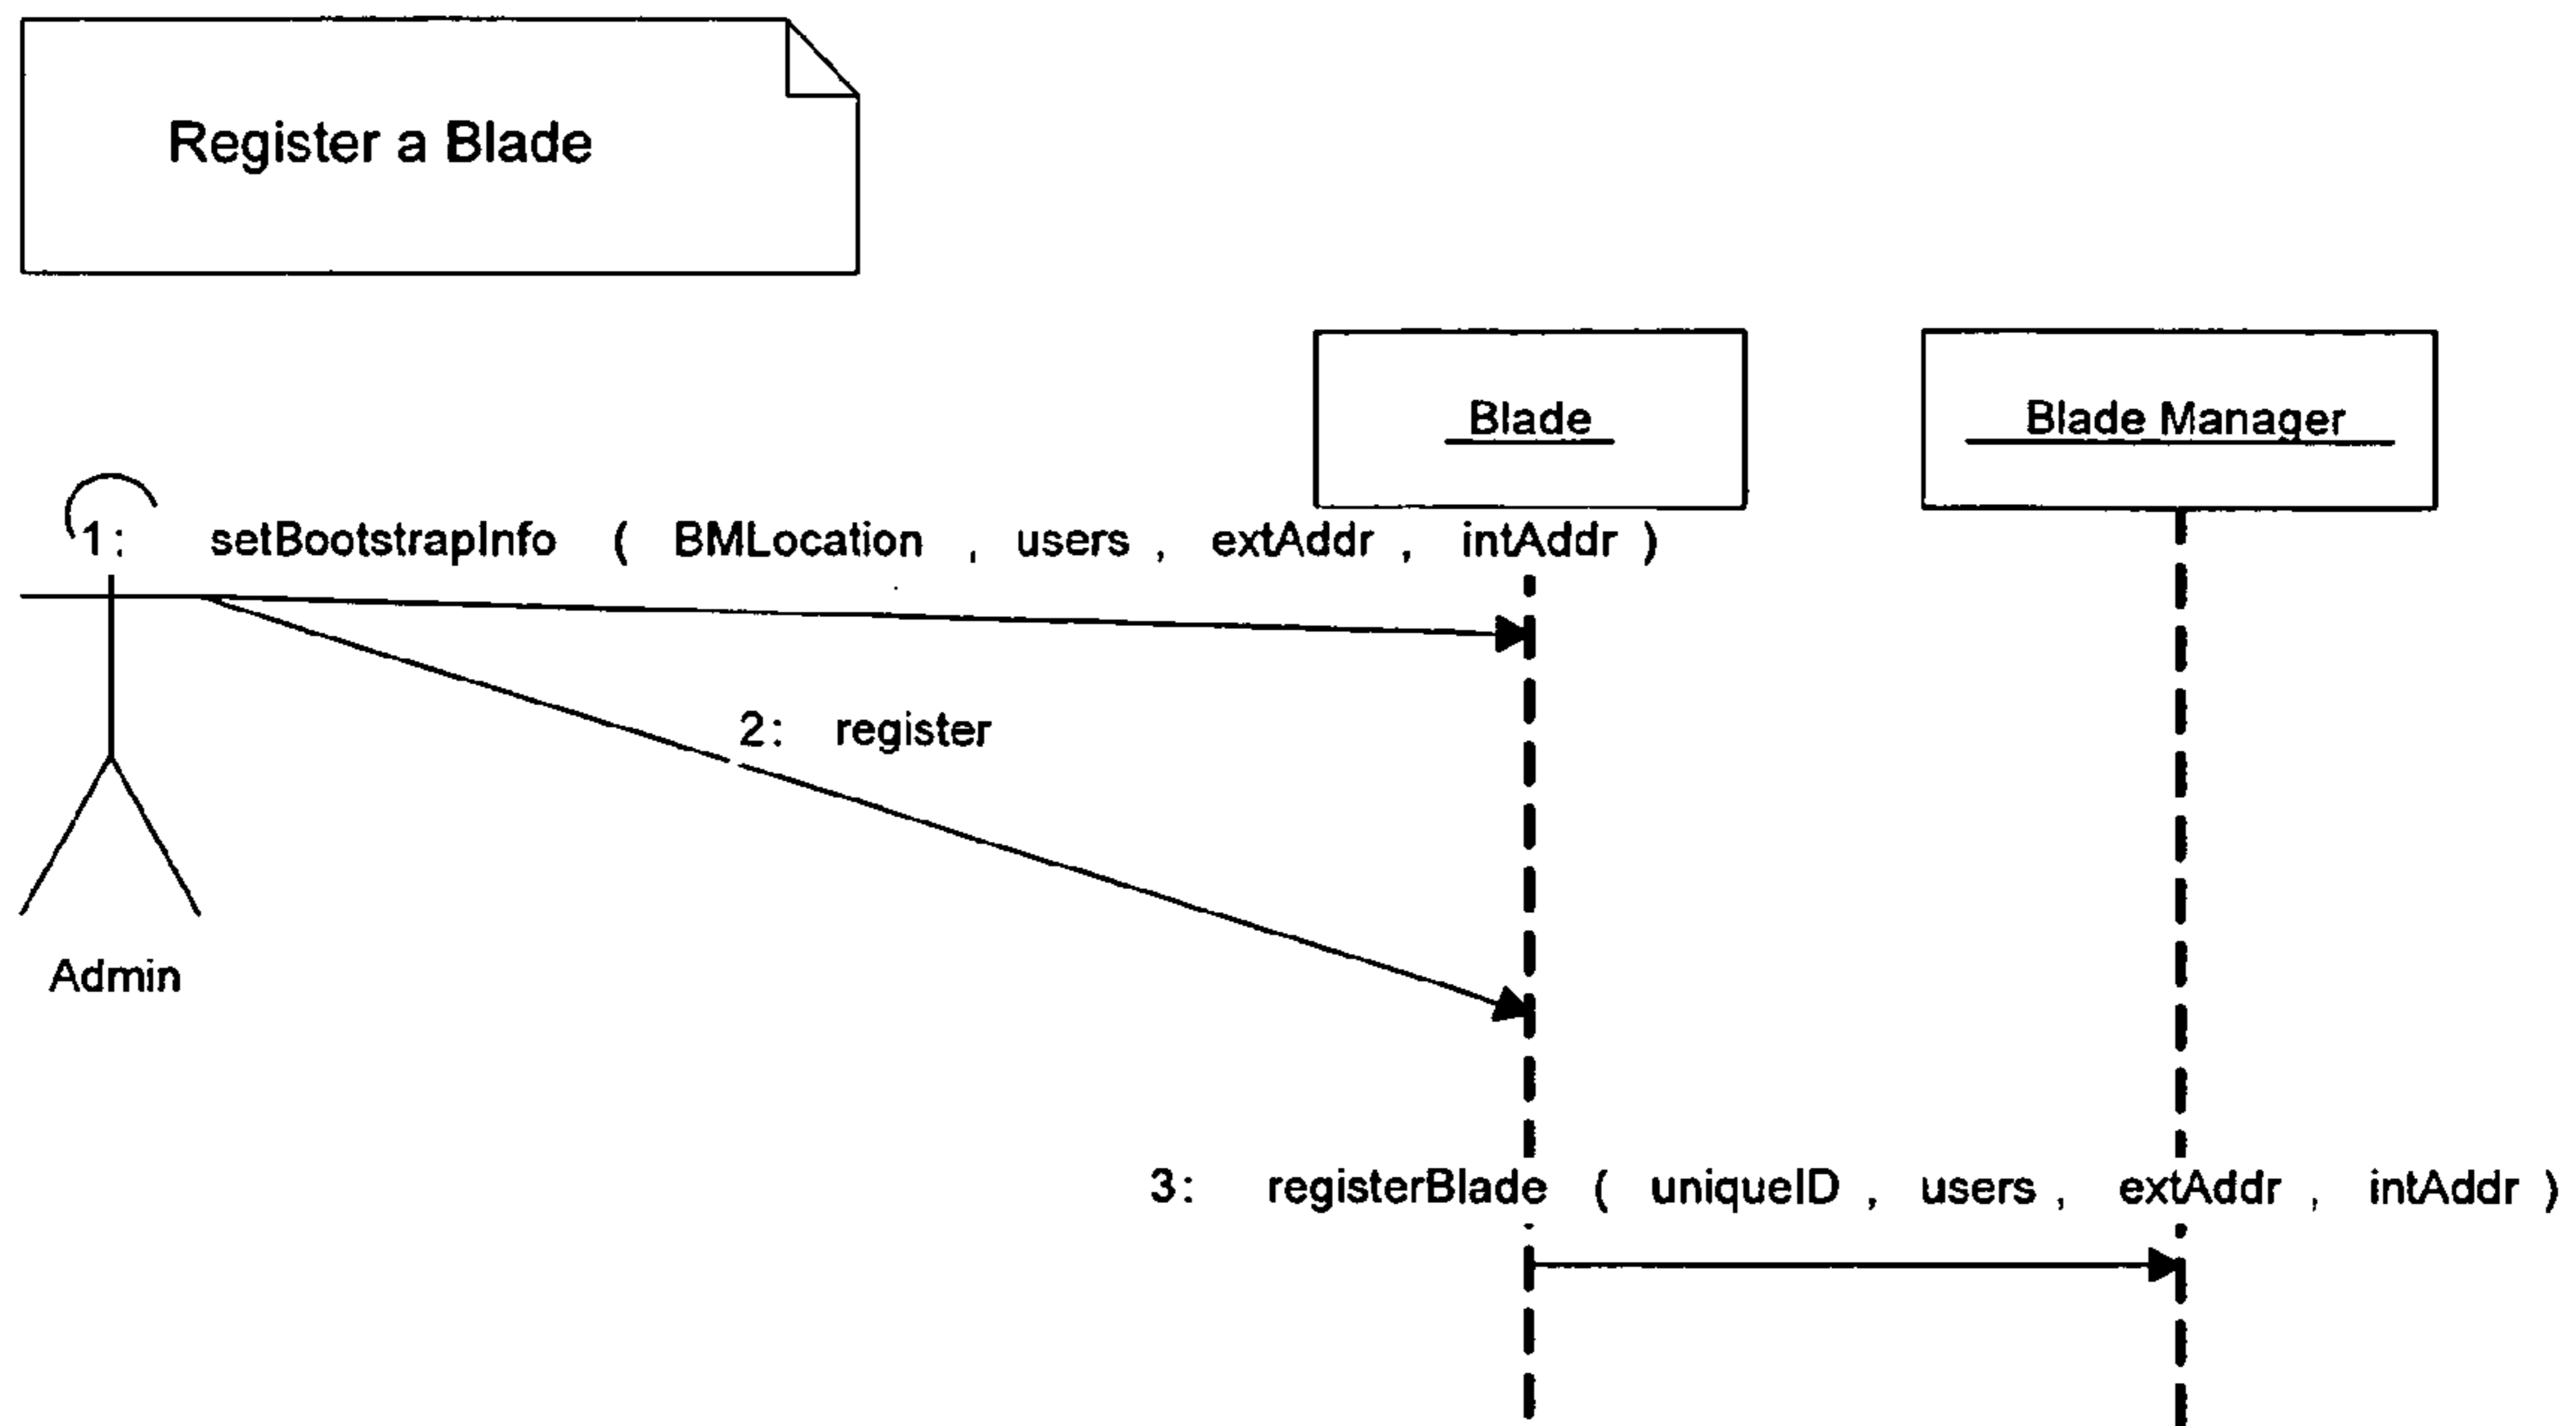 Register a Blade
Blade
Blade Manager
1: setBootstrapInfo ( BMLocation , users , extAddr , intAddr )
2: register
Admin
3: registerBlade ( uniqueID , users , extAddr , intAddr )